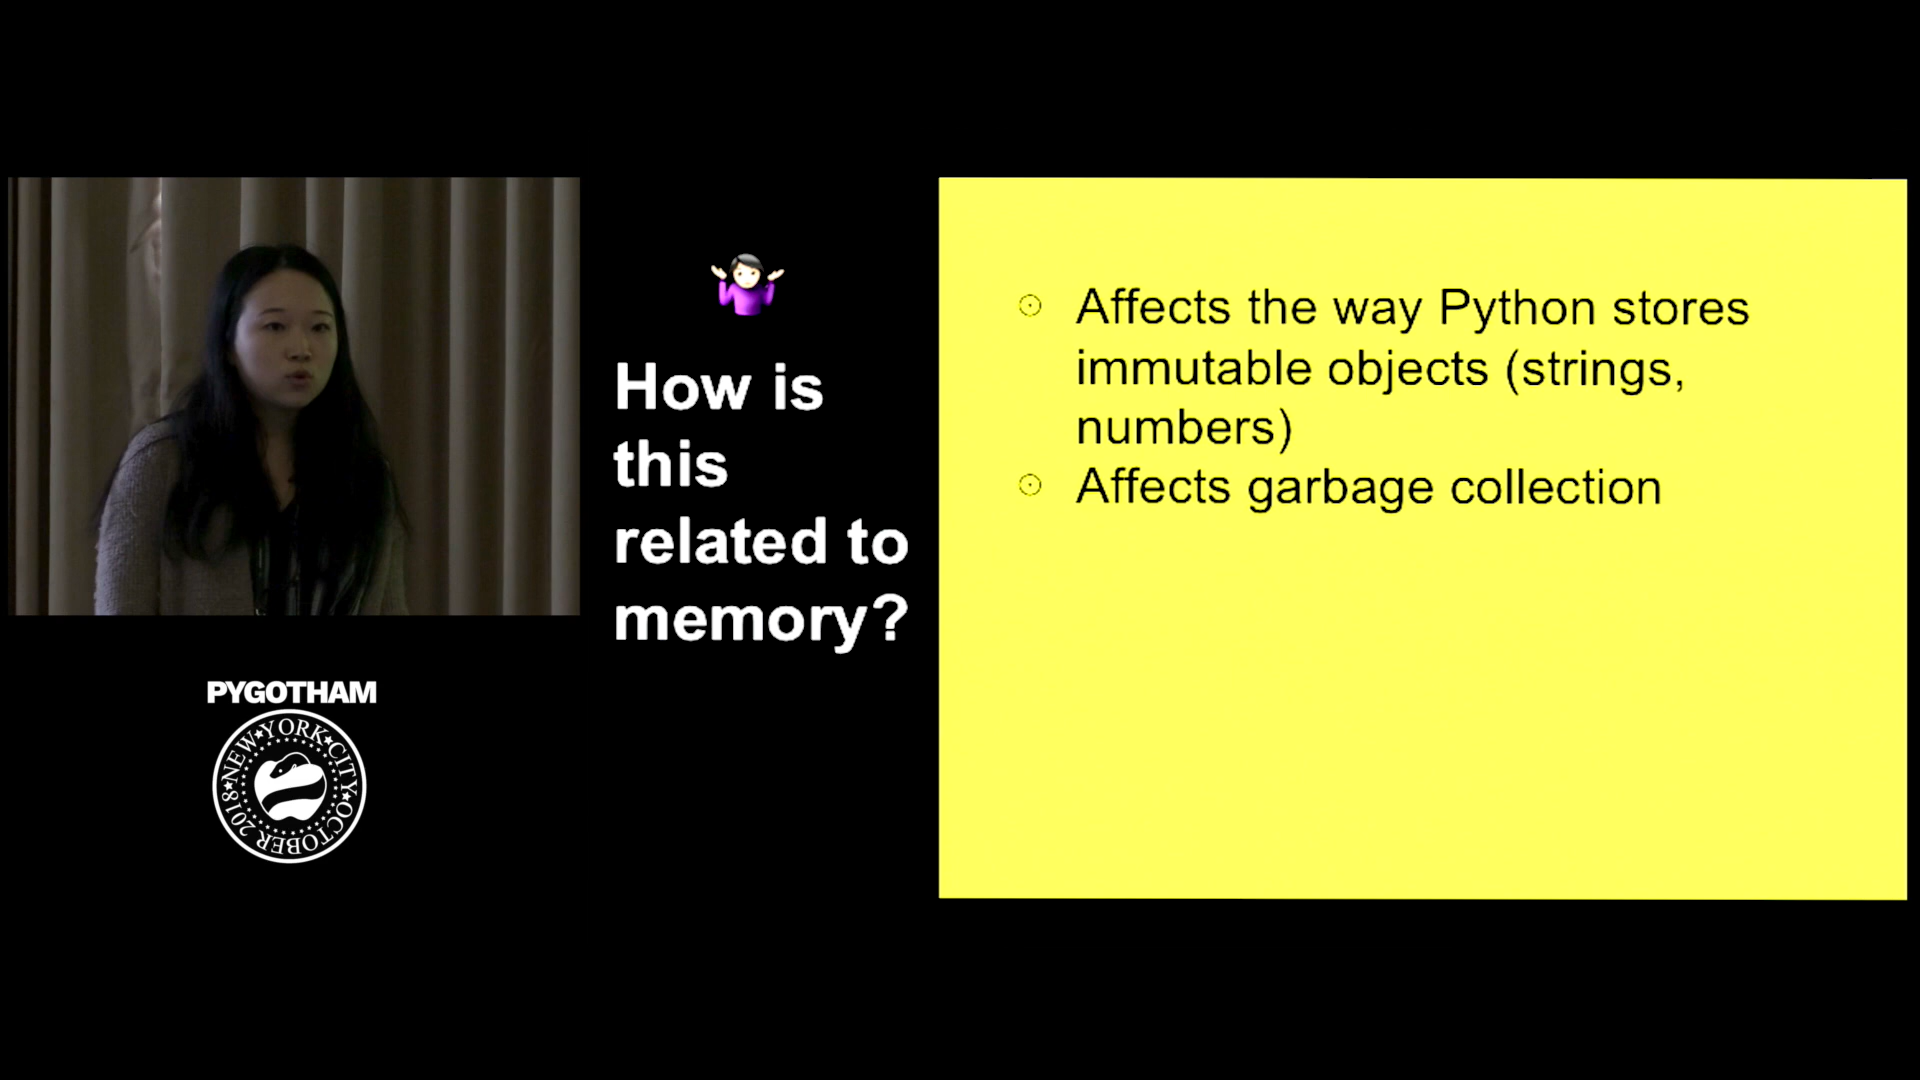 How is
this
related to
memory?
Affects the way Python stores
immutable objects (strings,
numbers)
Affects garbage collection
PYGOTHAM
NEW★YORK★CITY★OCTOBER 2018★